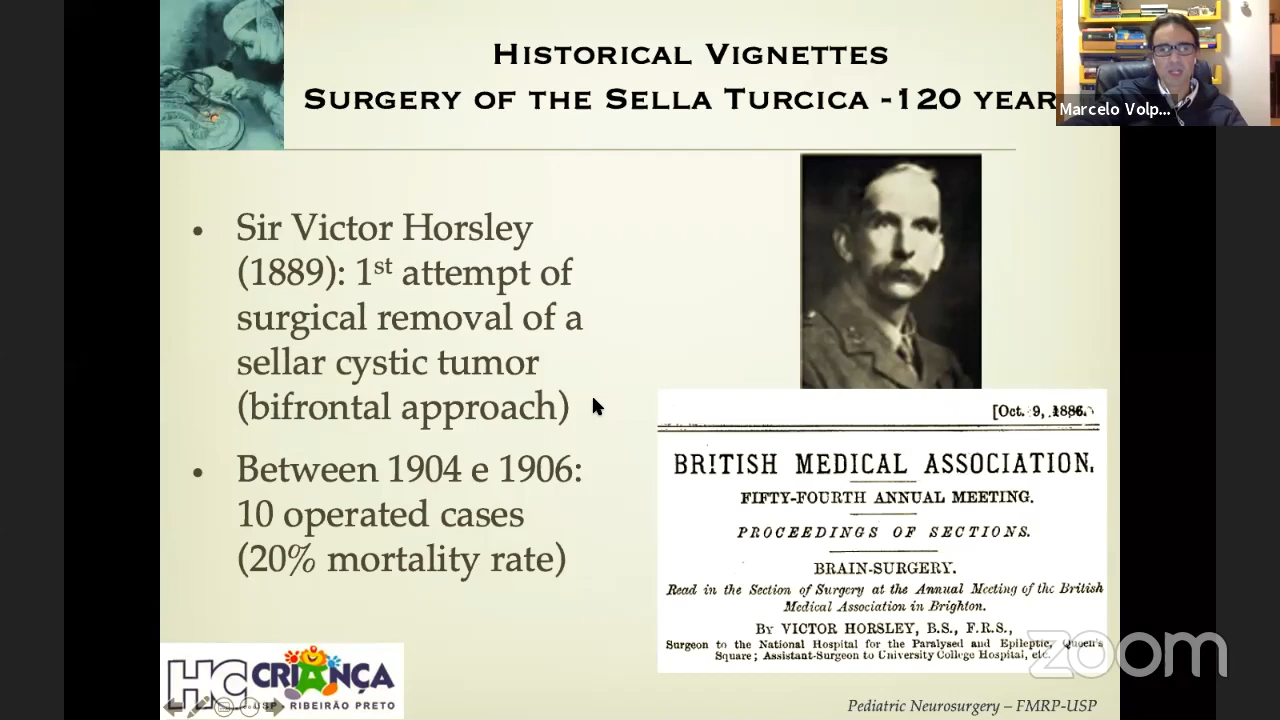 HISTORICAL VIGNETTES
SURGERY OF THE SELLA TURCICA -120 YEAR
Marcelo Volp...
• Sir Victor Horsley
(1889): 1st attempt of
surgical removal of a
sellar cystic tumor
(bifrontal approach)
• Between 1904 e 1906:
10 operated cases
(20% mortality rate)
[Oct. 9, 1886.
BRITISH MEDICAL ASSOCIATION.
FIFTY-FOURTH ANNUAL MEETING.
PROCEEDINGS OF SECTIONS.
BRAIN-SURGERY.
Read in the Section of Surgery at the Annual Meeting of the British
Medical Association in Brighton.
BY VICTOR HORSLEY, B.S., F.R.S.,
Surgeon to the National Hospital for the Paralysed and Epileptic, Queen's
Square; Assistant-Surgeon to University College Hospital, etc.
zoom
HC CRIANÇA
USP RIBEIRÃO PRETO
Pediatric Neurosurgery – FMRP-USP